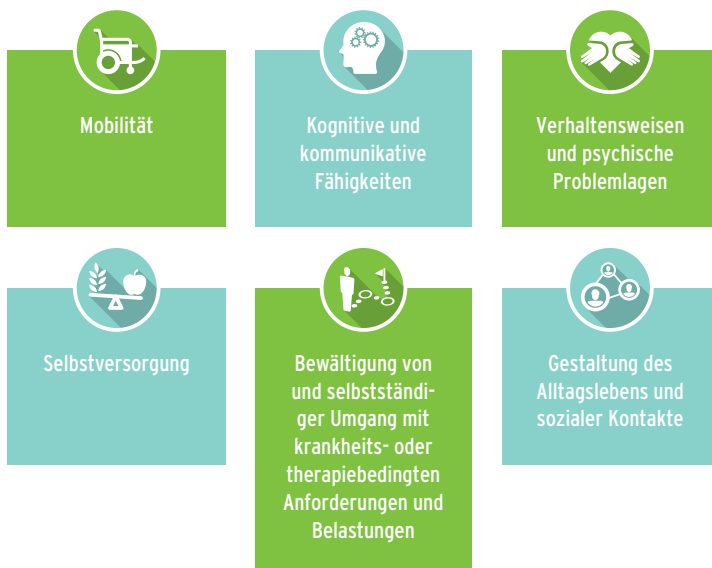 Mobilität
Kognitive und
kommunikative
Fähigkeiten
Verhaltensweisen
und psychische
Problemlagen
Selbstversorgung
Bewältigung von
und selbstständi-
ger Umgang mit
krankheits- oder
therapiebedingten
Anforderungen und
Belastungen
Gestaltung des
Alltagslebens und
sozialer Kontakte